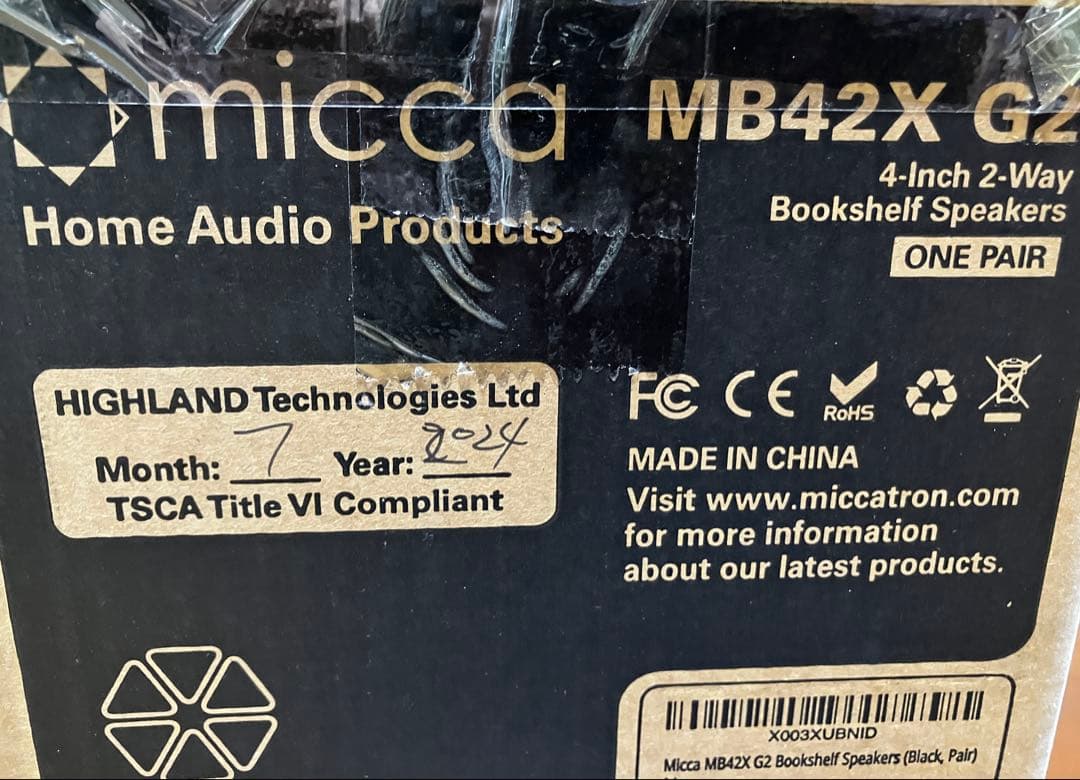 micca
MB42X G2
4-Inch 2-Way
Bookshelf Speakers
Home Audio Products
ONE PAIR
HIGHLAND Technologies Ltd
Month: 7 Year: 2024
TSCA Title VI Compliant
FC CE RoHS
MADE IN CHINA
Visit www.miccatron.com
for more information
about our latest products.
X003XUBNID
Micca MB42X G2 Bookshelf Speakers (Black, Pair)